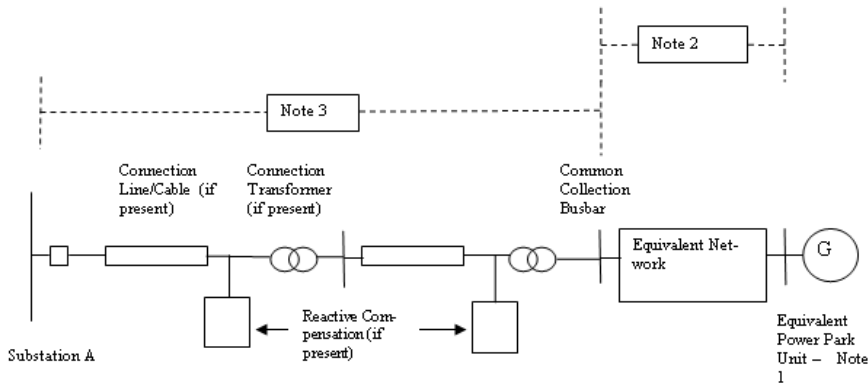 Note 2
Note 3
Connection
Line/Cable (if
present)
Connection
Transformer
(if present)
Common
Collection
Busbar
Equivalent Net-
work
G
Reactive Com-
pensation (if
present)
Substation A
Equivalent
Power Park
Unit – Note
1